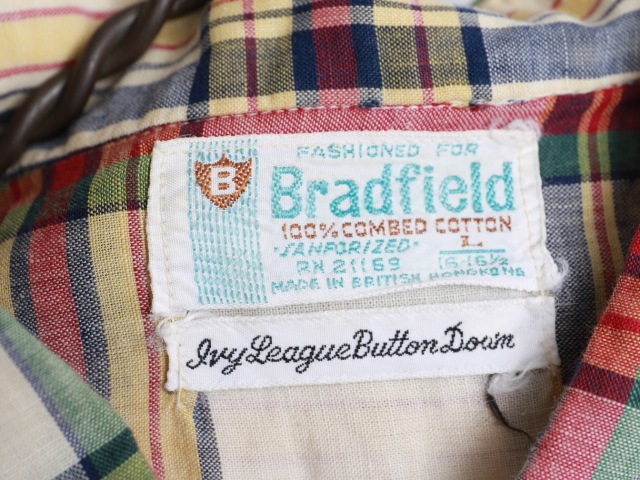 FASHIONED FOR
B
Bradfield
100% COMBED COTTON
"SANFORIZED" L
RN 21169 16-16½
MADE IN BRITISH HONGKONG
Ivy League Button Down